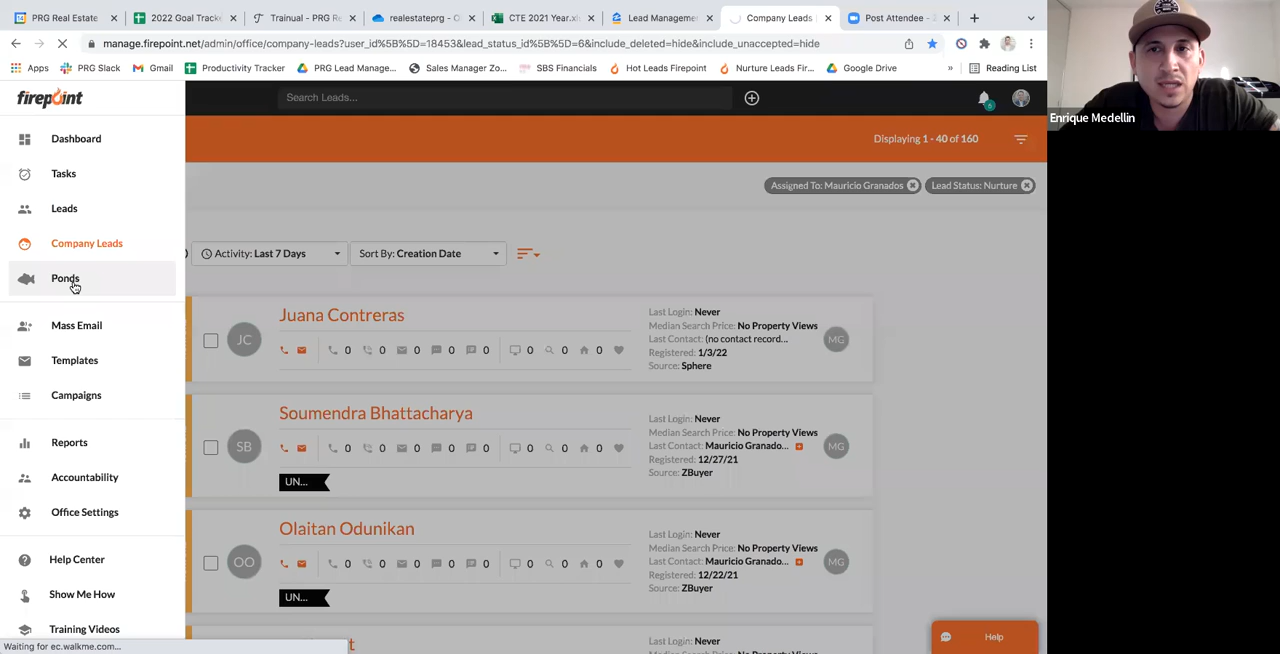 PRG Real Estate
2022 Goal Track
Trainual - PRG R
realestateprg - O
CTE 2021 Year.xl
Lead Manageme
Company Leads
Post Attendee - Z
manage.firepoint.net/admin/office/company-leads?user_id%5B%5D=18453&lead_status_id%5B%5D=6&include_deleted=hide&include_unaccepted=hide
Apps PRG Slack Gmail Productivity Tracker PRG Lead Manage... Sales Manager Zo... SBS Financials Hot Leads Firepoint Nurture Leads Fir... Google Drive » Reading List
Enrique Medellin
firepoint
Search Leads...
6
Dashboard
Tasks
Leads
Company Leads
Ponds
Mass Email
Templates
Campaigns
Reports
Accountability
Office Settings
Help Center
Show Me How
Training Videos
Waiting for ec.walkme.com...
Displaying 1 - 40 of 160
Assigned To: Mauricio Granados Lead Status: Nurture
Activity: Last 7 Days Sort By: Creation Date
JC
Juana Contreras
0 0 0 0 0 0 0 0
Last Login: Never
Median Search Price: No Property Views
Last Contact: (no contact record...
Registered: 1/3/22
Source: Sphere
MG
SB
Soumendra Bhattacharya
0 0 0 0 0 0 0 0
UN...
Last Login: Never
Median Search Price: No Property Views
Last Contact: Mauricio Granado...
Registered: 12/27/21
Source: ZBuyer
MG
OO
Olaitan Odunikan
0 0 0 0 0 0 0 0
UN...
Last Login: Never
Median Search Price: No Property Views
Last Contact: Mauricio Granado...
Registered: 12/22/21
Source: ZBuyer
MG
Last Login: Never
Median Search Price: No Property Views
Help